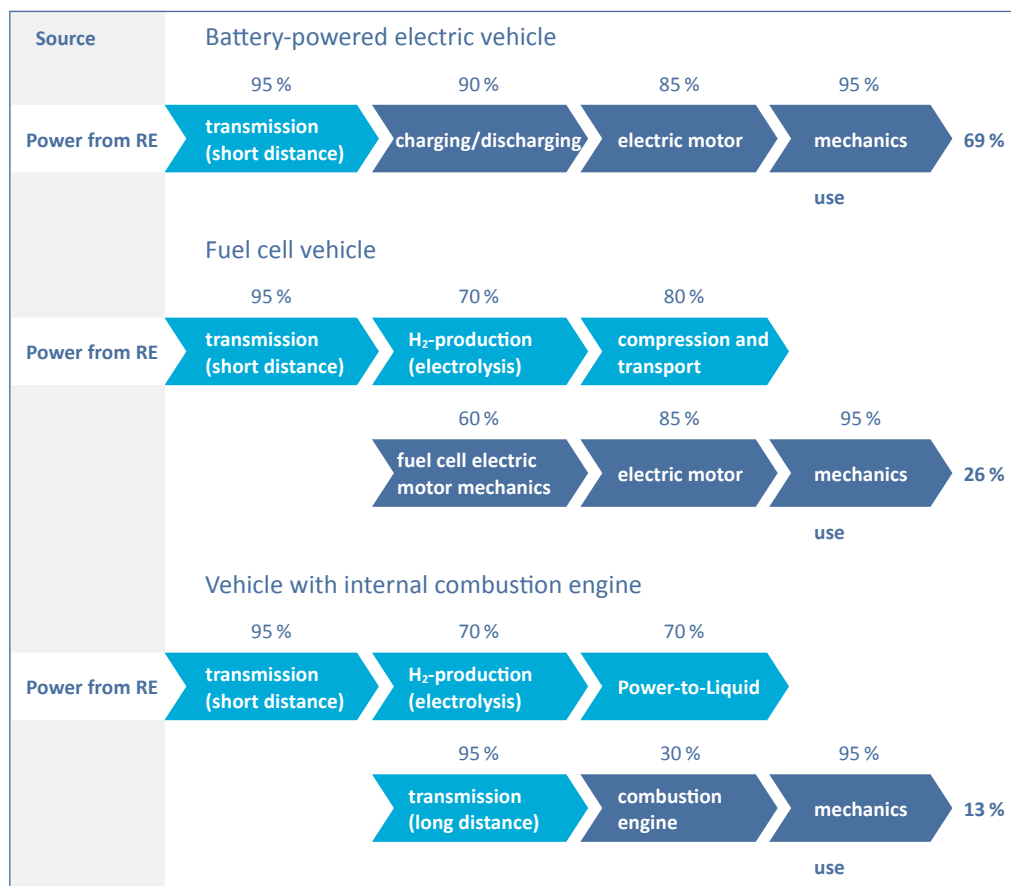 Source
Battery-powered electric vehicle
95 %
90 %
85 %
95 %
Power from RE
transmission
(short distance)
charging/discharging
electric motor
mechanics
69 %
use
Fuel cell vehicle
95 %
70 %
80 %
Power from RE
transmission
(short distance)
H₂-production
(electrolysis)
compression and
transport
60 %
85 %
95 %
fuel cell electric
motor mechanics
electric motor
mechanics
26 %
use
Vehicle with internal combustion engine
95 %
70 %
70 %
Power from RE
transmission
(short distance)
H₂-production
(electrolysis)
Power-to-Liquid
95 %
30 %
95 %
transmission
(long distance)
combustion
engine
mechanics
13 %
use